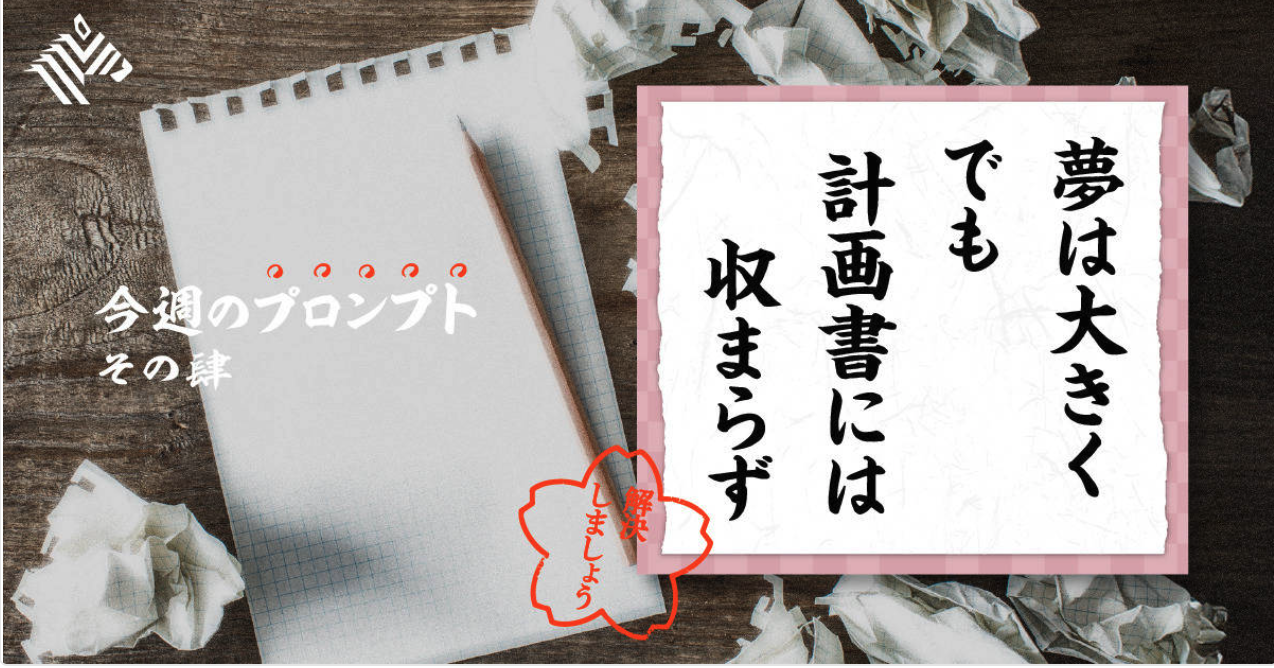 今週のプロンプト
その肆
夢は大きく
でも
計画書には
収まらず
解決
しましょう